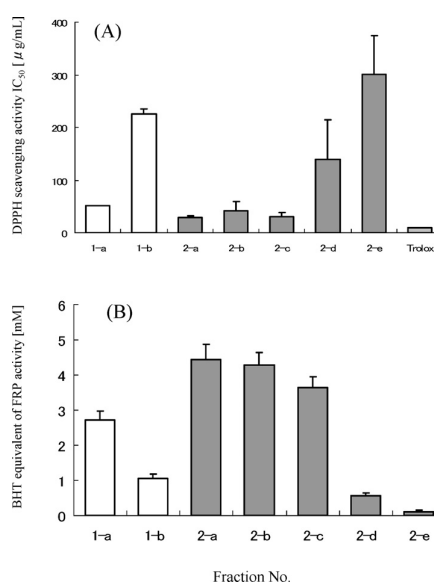 (A)
DPPH scavenging activity IC50 [μg/mL]
400
300
200
100
0
1-a 1-b 2-a 2-b 2-c 2-d 2-e Trolox
(B)
BHT equivalent of FRP activity [mM]
6
5
4
3
2
1
0
1-a 1-b 2-a 2-b 2-c 2-d 2-e
Fraction No.